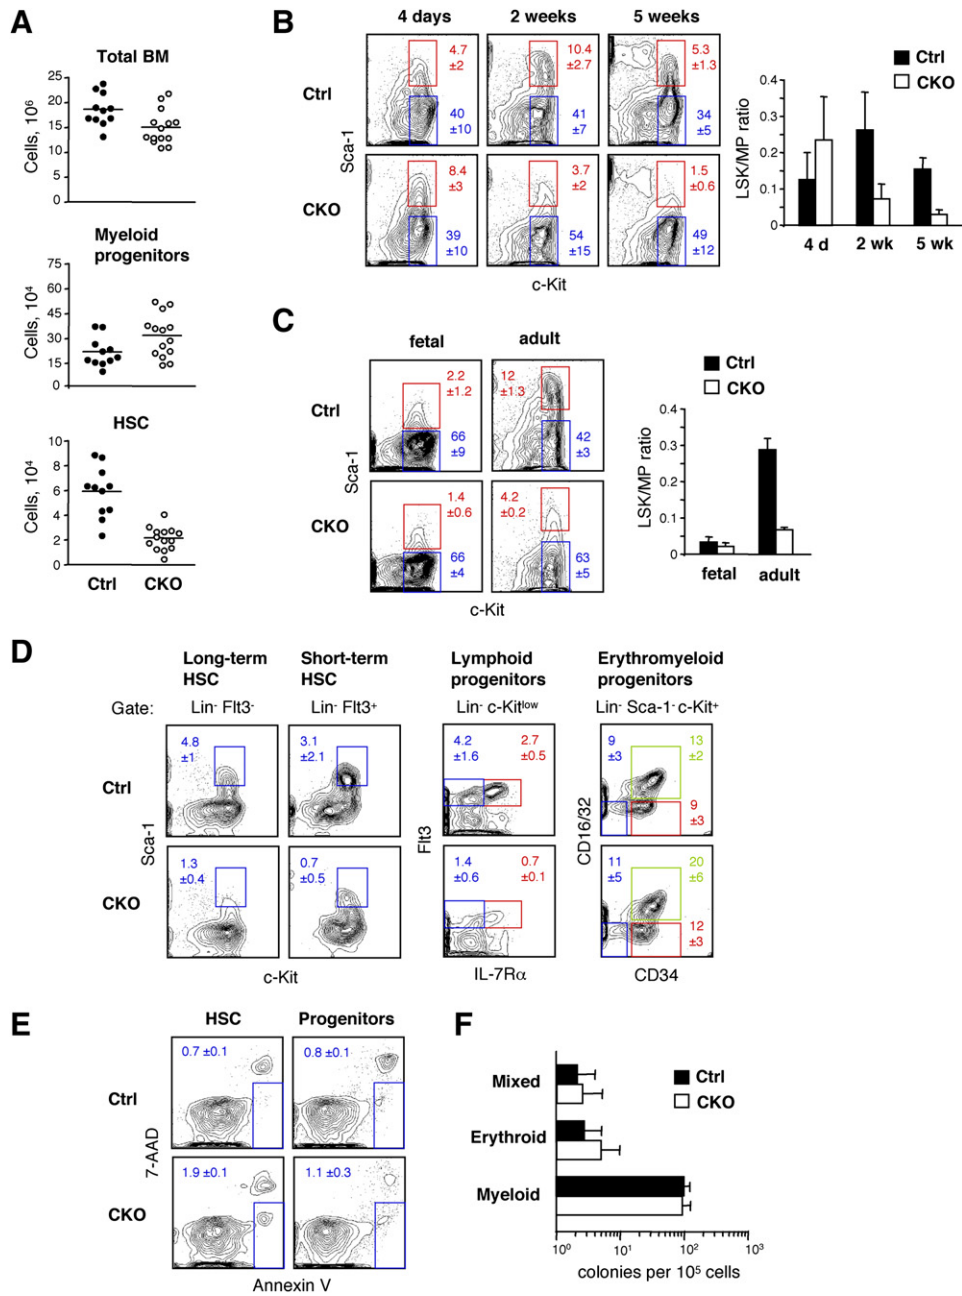 A
Total BM
Cells, 10⁶
25
20
15
10
5
0
Myeloid
progenitors
Cells, 10⁴
75
60
45
30
15
0
HSC
Cells, 10⁴
10
8
6
4
2
0
Ctrl CKO
B
4 days 2 weeks 5 weeks
Ctrl
4.7
±2
40
±10
10.4
±2.7
41
±7
5.3
±1.3
34
±5
Sca-1
CKO
8.4
±3
39
±10
3.7
±2
54
±15
1.5
±0.6
49
±12
c-Kit
Ctrl
CKO
LSK/MP ratio
0.4
0.3
0.2
0.1
0
4 d 2 wk 5 wk
C
fetal adult
Ctrl
2.2
±1.2
66
±9
12
±1.3
42
±3
Sca-1
CKO
1.4
±0.6
66
±4
4.2
±0.2
63
±5
c-Kit
Ctrl
CKO
LSK/MP ratio
0.4
0.3
0.2
0.1
0
fetal adult
D
Long-term
HSC
Short-term
HSC
Lymphoid
progenitors
Erythromyeloid
progenitors
Gate: Lin⁻ Flt3⁻ Lin⁻ Flt3⁺ Lin⁻ c-Kitˡᵒʷ Lin⁻ Sca-1⁻ c-Kit⁺
Ctrl
4.8
±1
3.1
±2.1
4.2
±1.6
2.7
±0.5
9
±3
13
±2
9
±3
Sca-1
Flt3
CD16/32
CKO
1.3
±0.4
0.7
±0.5
1.4
±0.6
0.7
±0.1
11
±5
20
±6
12
±3
c-Kit IL-7Rα CD34
E
HSC Progenitors
Ctrl
0.7 ±0.1
0.8 ±0.1
7-AAD
CKO
1.9 ±0.1
1.1 ±0.3
Annexin V
F
Mixed
Erythroid
Myeloid
Ctrl
CKO
10⁰ 10¹ 10² 10³
colonies per 10⁵ cells